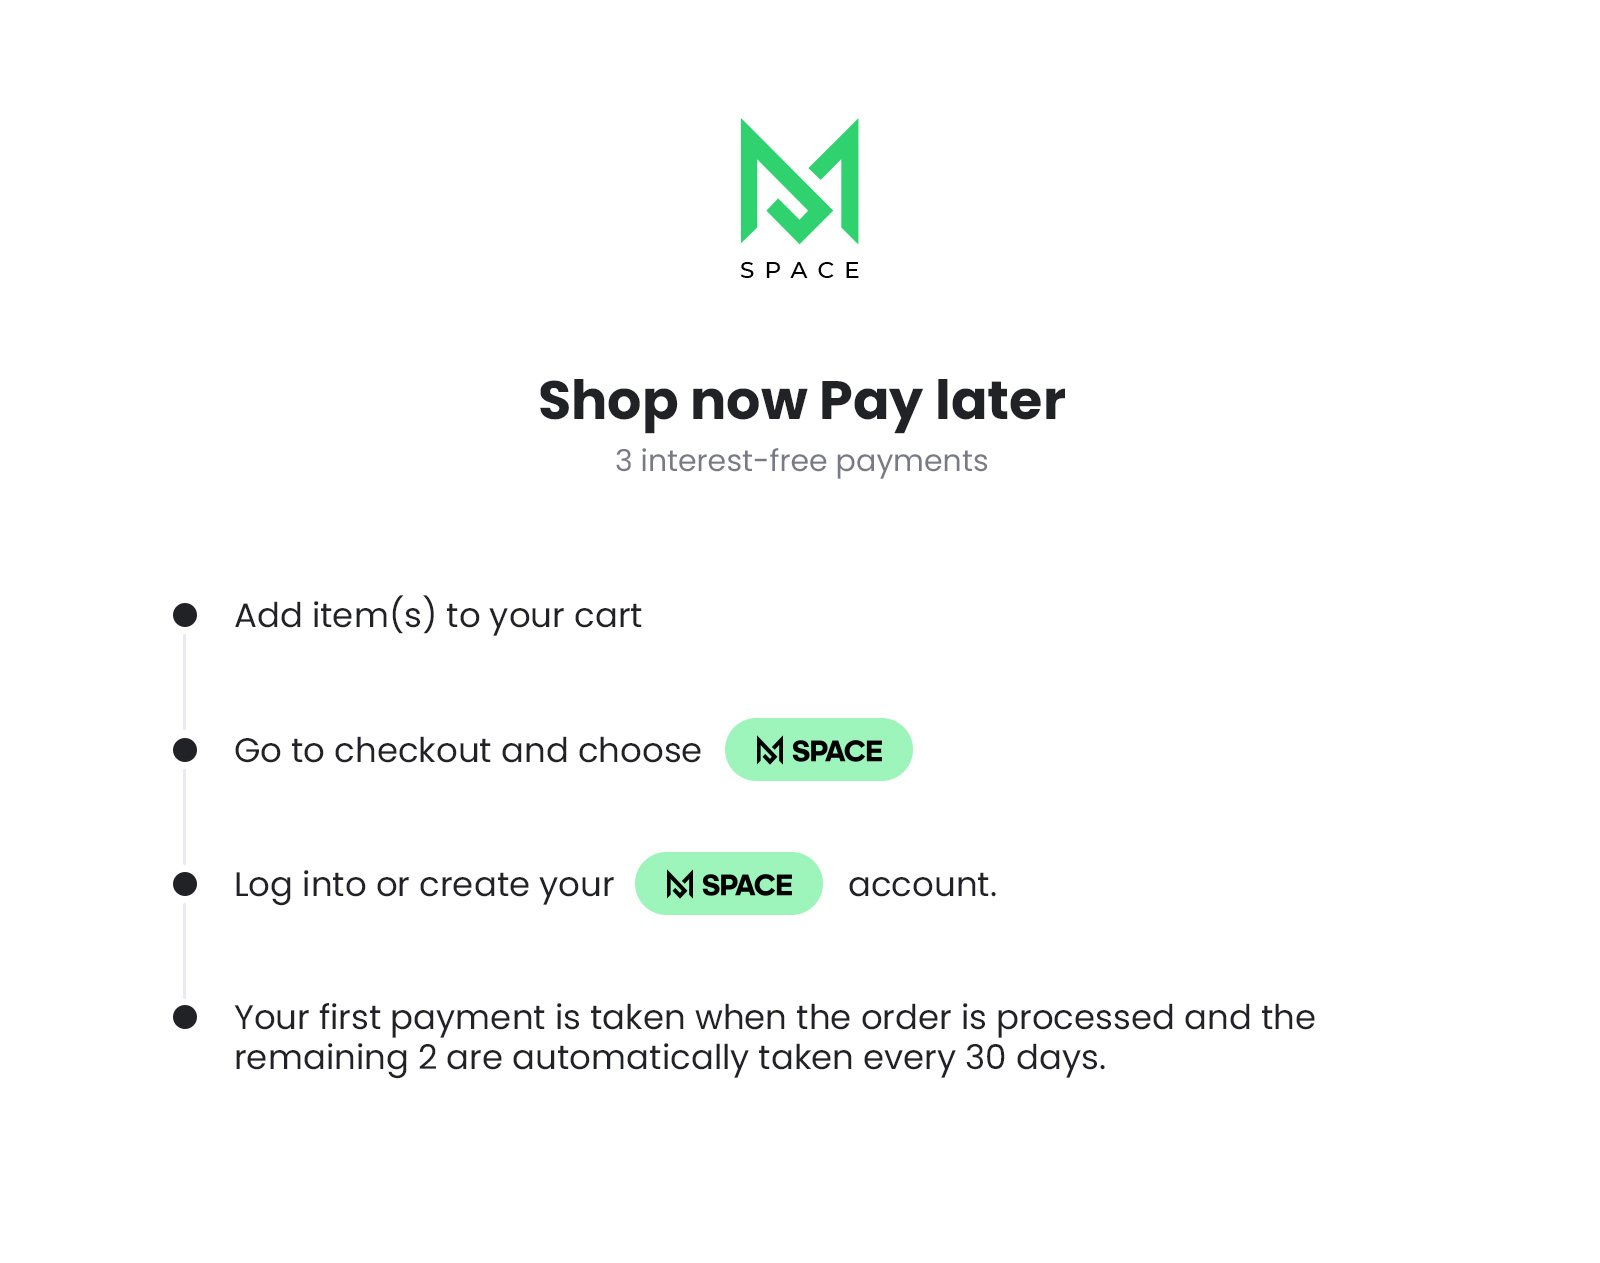 SPACE
Shop now Pay later
3 interest-free payments
Add item(s) to your cart
Go to checkout and choose SPACE
Log into or create your SPACE account.
Your first payment is taken when the order is processed and the
remaining 2 are automatically taken every 30 days.